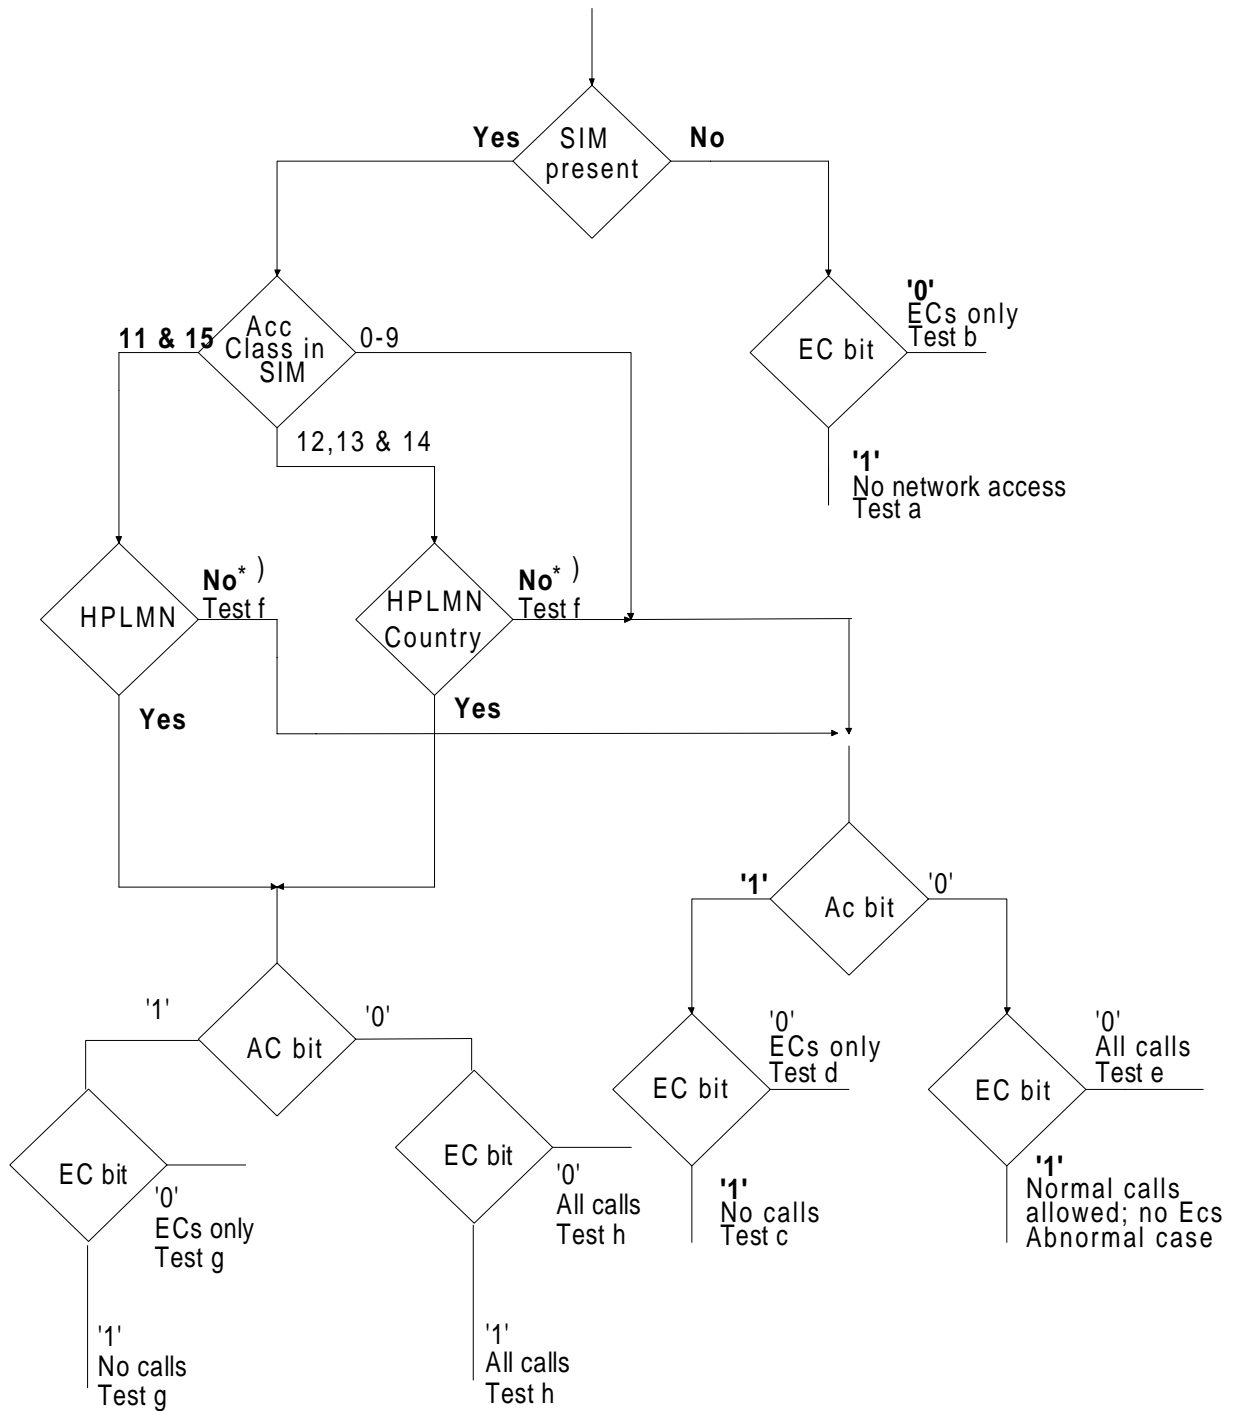 Yes
SIM
present
No
'0'
ECs only
Test b
EC bit
'1'
No network access
Test a
11 & 15
Acc
Class in
SIM
0-9
12,13 & 14
HPLMN
No* )
Test f
Yes
HPLMN
Country
No* )
Test f
Yes
'1'
Ac bit
'0'
'1'
AC bit
'0'
EC bit
'0'
ECs only
Test g
'1'
No calls
Test g
EC bit
'0'
All calls
Test h
'1'
All calls
Test h
EC bit
'0'
ECs only
Test d
'1'
No calls
Test c
EC bit
'0'
All calls
Test e
'1'
Normal calls
allowed; no Ecs
Abnormal case